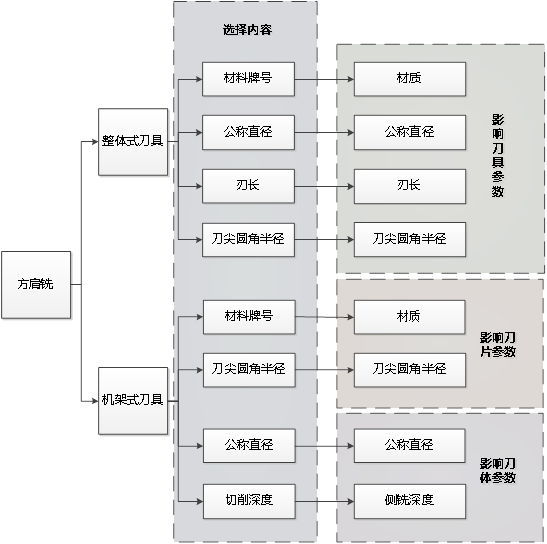 选择内容
材料牌号
材质
整体式刀具
公称直径
公称直径
影响刀具参数
刃长
刃长
刀尖圆角半径
刀尖圆角半径
方肩铣
材料牌号
材质
影响刀
片参数
刀尖圆角半径
刀尖圆角半径
机架式刀具
公称直径
公称直径
影响刀
体参数
切削深度
侧铣深度